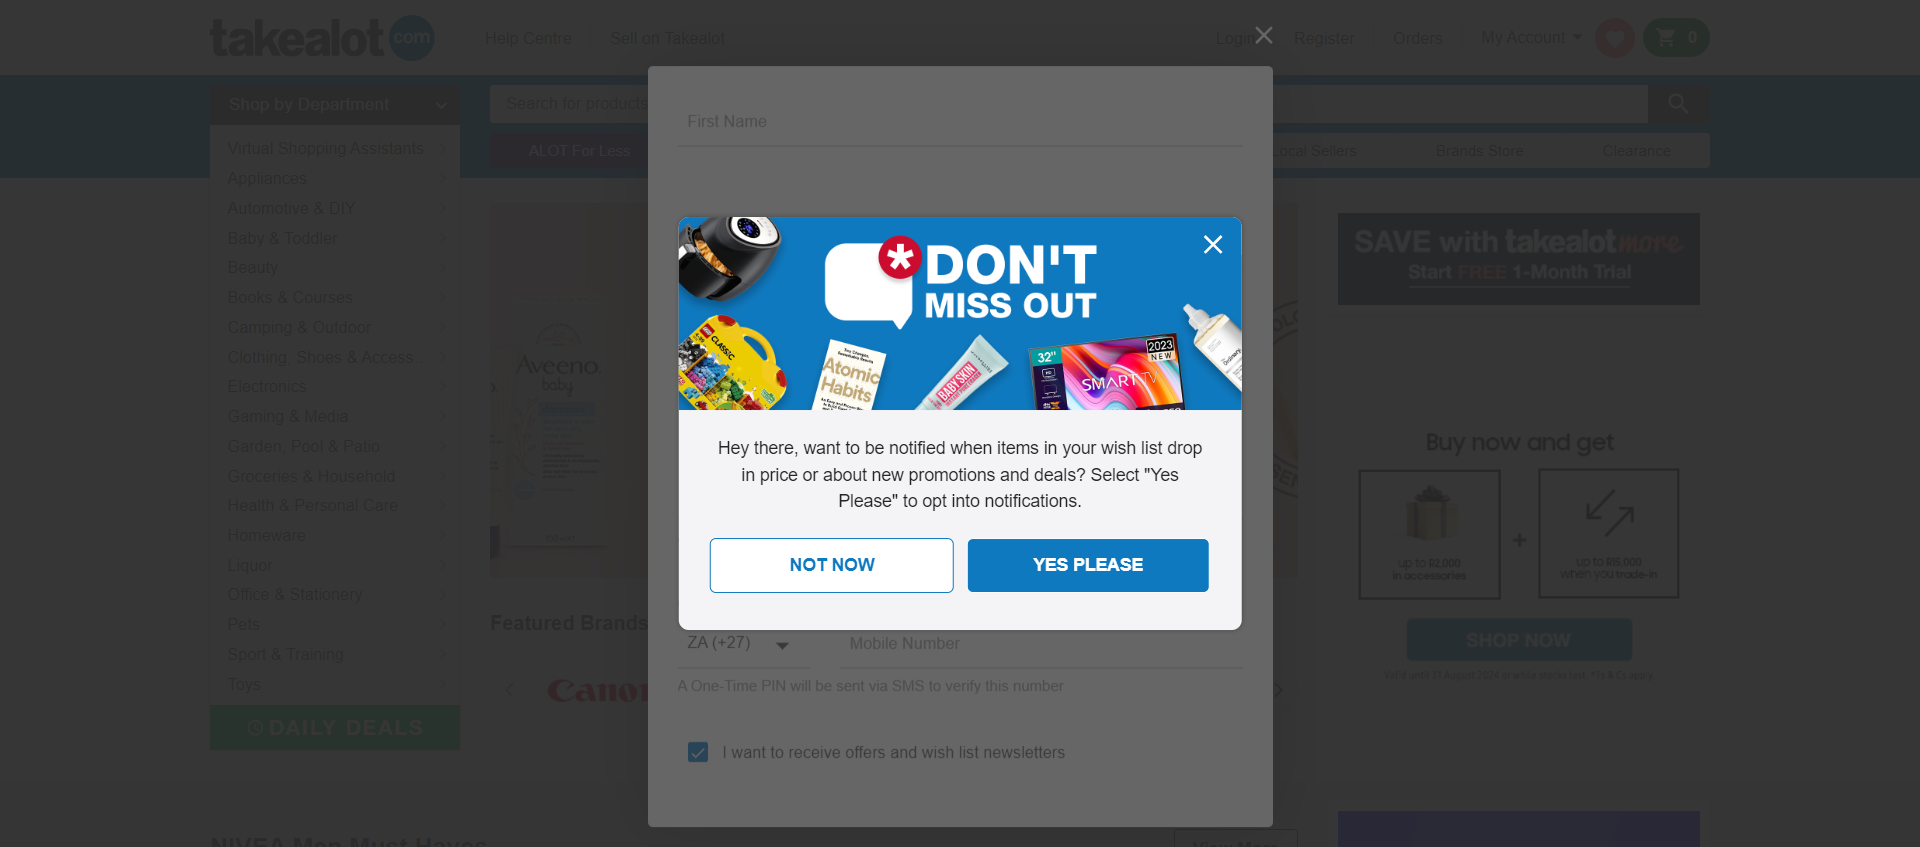 takealot com
Help Centre
Sell on Takealot
Login
Register
Orders
My Account
0
Shop by Department
Search for products
ALOT For Less
Local Sellers
Brands Store
Clearance
Virtual Shopping Assistants
Appliances
Automotive & DIY
Baby & Toddler
Beauty
Books & Courses
Camping & Outdoor
Clothing, Shoes & Access
Electronics
Gaming & Media
Garden, Pool & Patio
Groceries & Household
Health & Personal Care
Homeware
Liquor
Office & Stationery
Pets
Sport & Training
Toys
DAILY DEALS
Aveeno
baby
Featured Brands
Canon
NIVEA Men Must Haves
View More
First Name
DON'T
MISS OUT
LEGO
CLASSIC
Tiny Changes,
Remarkable Results
Atomic
Habits
BABY SKIN
32"
SMART TV
2023
NEW
Ordinary
Hey there, want to be notified when items in your wish list drop
in price or about new promotions and deals? Select "Yes
Please" to opt into notifications.
NOT NOW
YES PLEASE
ZA (+27)
Mobile Number
A One-Time PIN will be sent via SMS to verify this number
I want to receive offers and wish list newsletters
SAVE with takealot more
Start FREE 1-Month Trial
Buy now and get
up to R2,000
in accessories
+
up to R15,000
when you trade-in
SHOP NOW